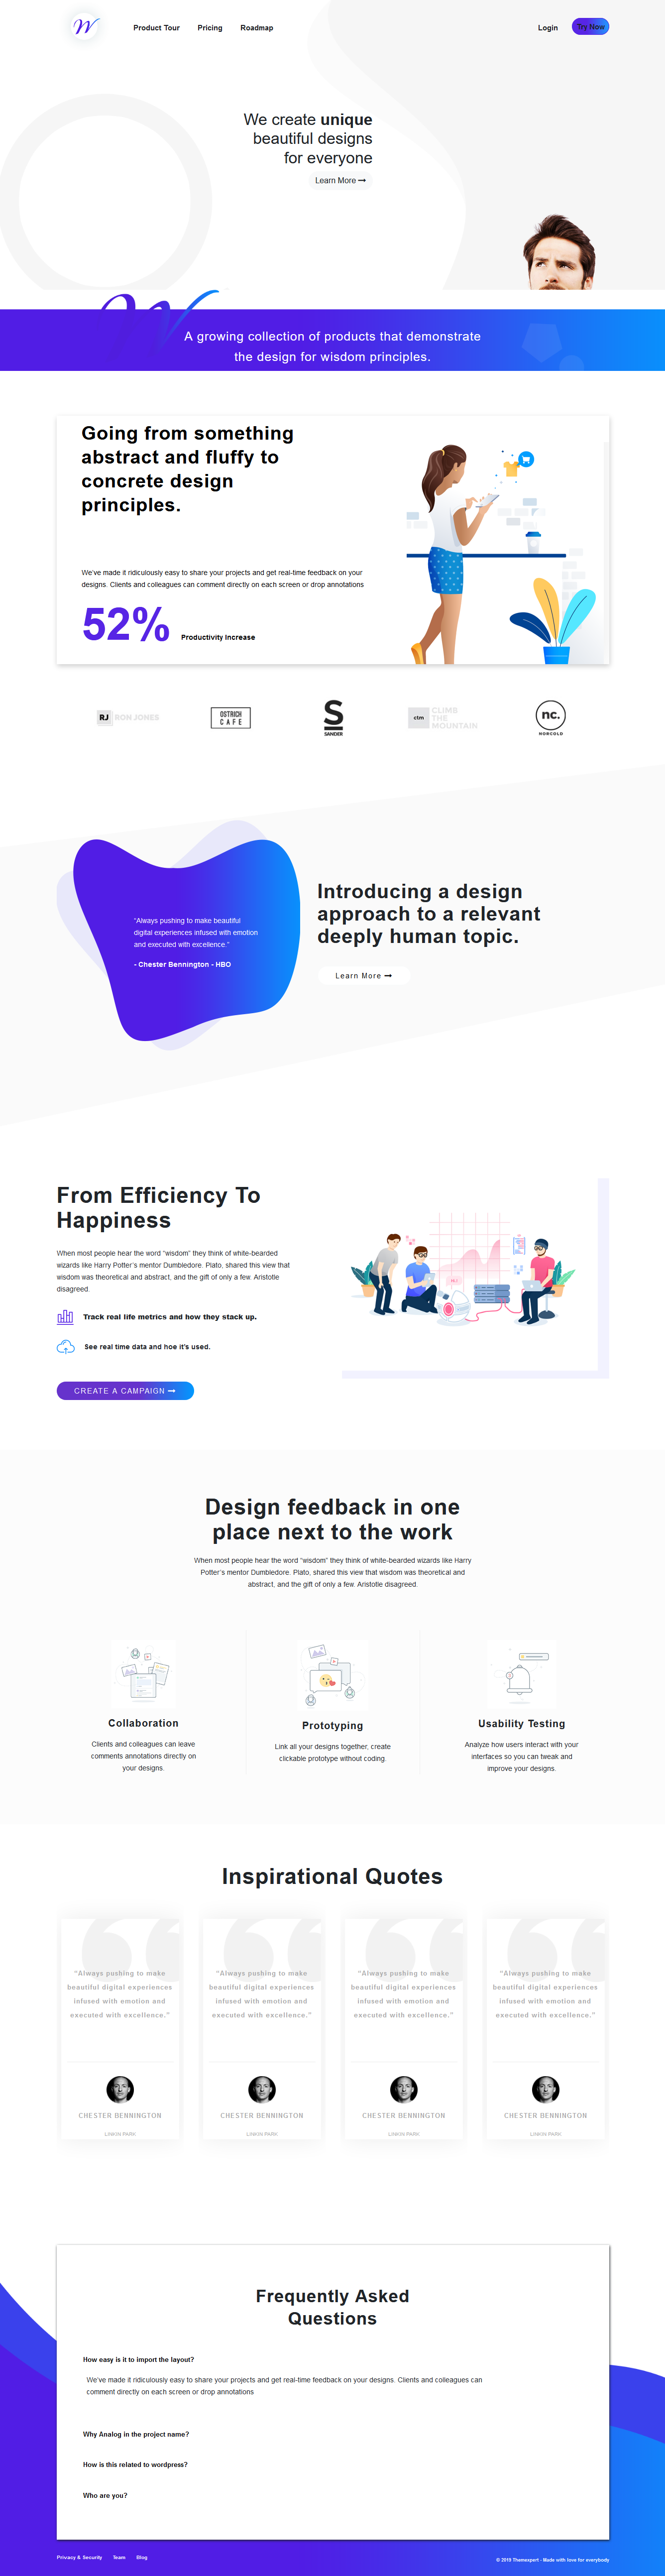 W
Product Tour
Pricing
Roadmap
Login
Try Now
We create unique
beautiful designs
for everyone
Learn More
W
A growing collection of products that demonstrate
the design for wisdom principles.
Going from something
abstract and fluffy to
concrete design
principles.
We've made it ridiculously easy to share your projects and get real-time feedback on your
designs. Clients and colleagues can comment directly on each screen or drop annotations
52%
Productivity Increase
RJ RON JONES
OSTRICH
CAFE
S
SANDER
ctm
CLIMB
THE
MOUNTAIN
nc.
NORCOLD
"Always pushing to make beautiful
digital experiences infused with emotion
and executed with excellence."
- Chester Bennington - HBO
Introducing a design
approach to a relevant
deeply human topic.
Learn More
From Efficiency To
Happiness
When most people hear the word "wisdom" they think of white-bearded
wizards like Harry Potter's mentor Dumbledore. Plato, shared this view that
wisdom was theoretical and abstract, and the gift of only a few. Aristotle
disagreed.
Track real life metrics and how they stack up.
See real time data and hoe it's used.
CREATE A CAMPAIGN
Design feedback in one
place next to the work
When most people hear the word "wisdom" they think of white-bearded wizards like Harry
Potter's mentor Dumbledore. Plato, shared this view that wisdom was theoretical and
abstract, and the gift of only a few. Aristotle disagreed.
Collaboration
Clients and colleagues can leave
comments annotations directly on
your designs.
Prototyping
Link all your designs together, create
clickable prototype without coding.
Usability Testing
Analyze how users interact with your
interfaces so you can tweak and
improve your designs.
Inspirational Quotes
"Always pushing to make
beautiful digital experiences
infused with emotion and
executed with excellence."
CHESTER BENNINGTON
LINKIN PARK
"Always pushing to make
beautiful digital experiences
infused with emotion and
executed with excellence."
CHESTER BENNINGTON
LINKIN PARK
"Always pushing to make
beautiful digital experiences
infused with emotion and
executed with excellence."
CHESTER BENNINGTON
LINKIN PARK
"Always pushing to make
beautiful digital experiences
infused with emotion and
executed with excellence."
CHESTER BENNINGTON
LINKIN PARK
Frequently Asked
Questions
How easy is it to import the layout?
We've made it ridiculously easy to share your projects and get real-time feedback on your designs. Clients and colleagues can
comment directly on each screen or drop annotations
Why Analog in the project name?
How is this related to wordpress?
Who are you?
Privacy & Security
Team
Blog
© 2019 Themexpert - Made with love for everybody